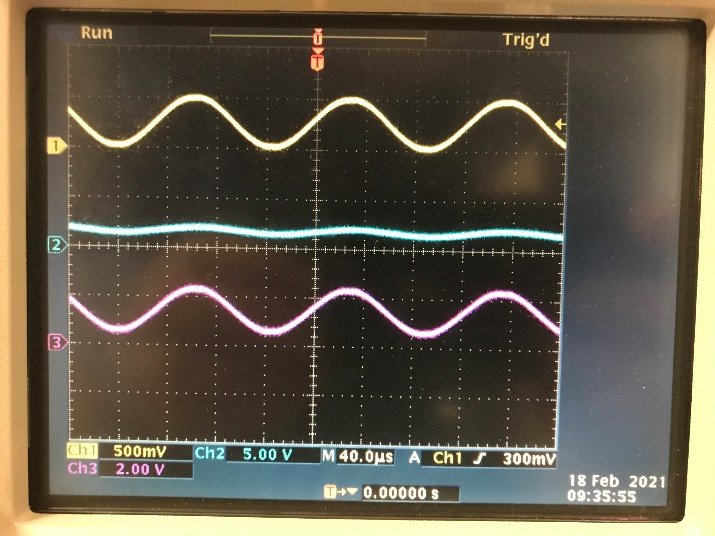 Run Trig'd
U
T
1
2
3
Ch1 500mV Ch2 5.00 V M 40.0µs A Ch1 300mV
Ch3 2.00 V
T 0.00000 s
18 Feb 2021
09:35:55